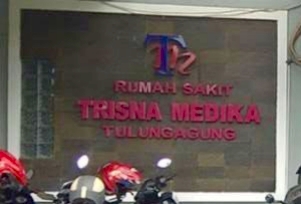 Tm
RUMAH SAKIT
TRISNA MEDIKA
TULUNGAGUNG